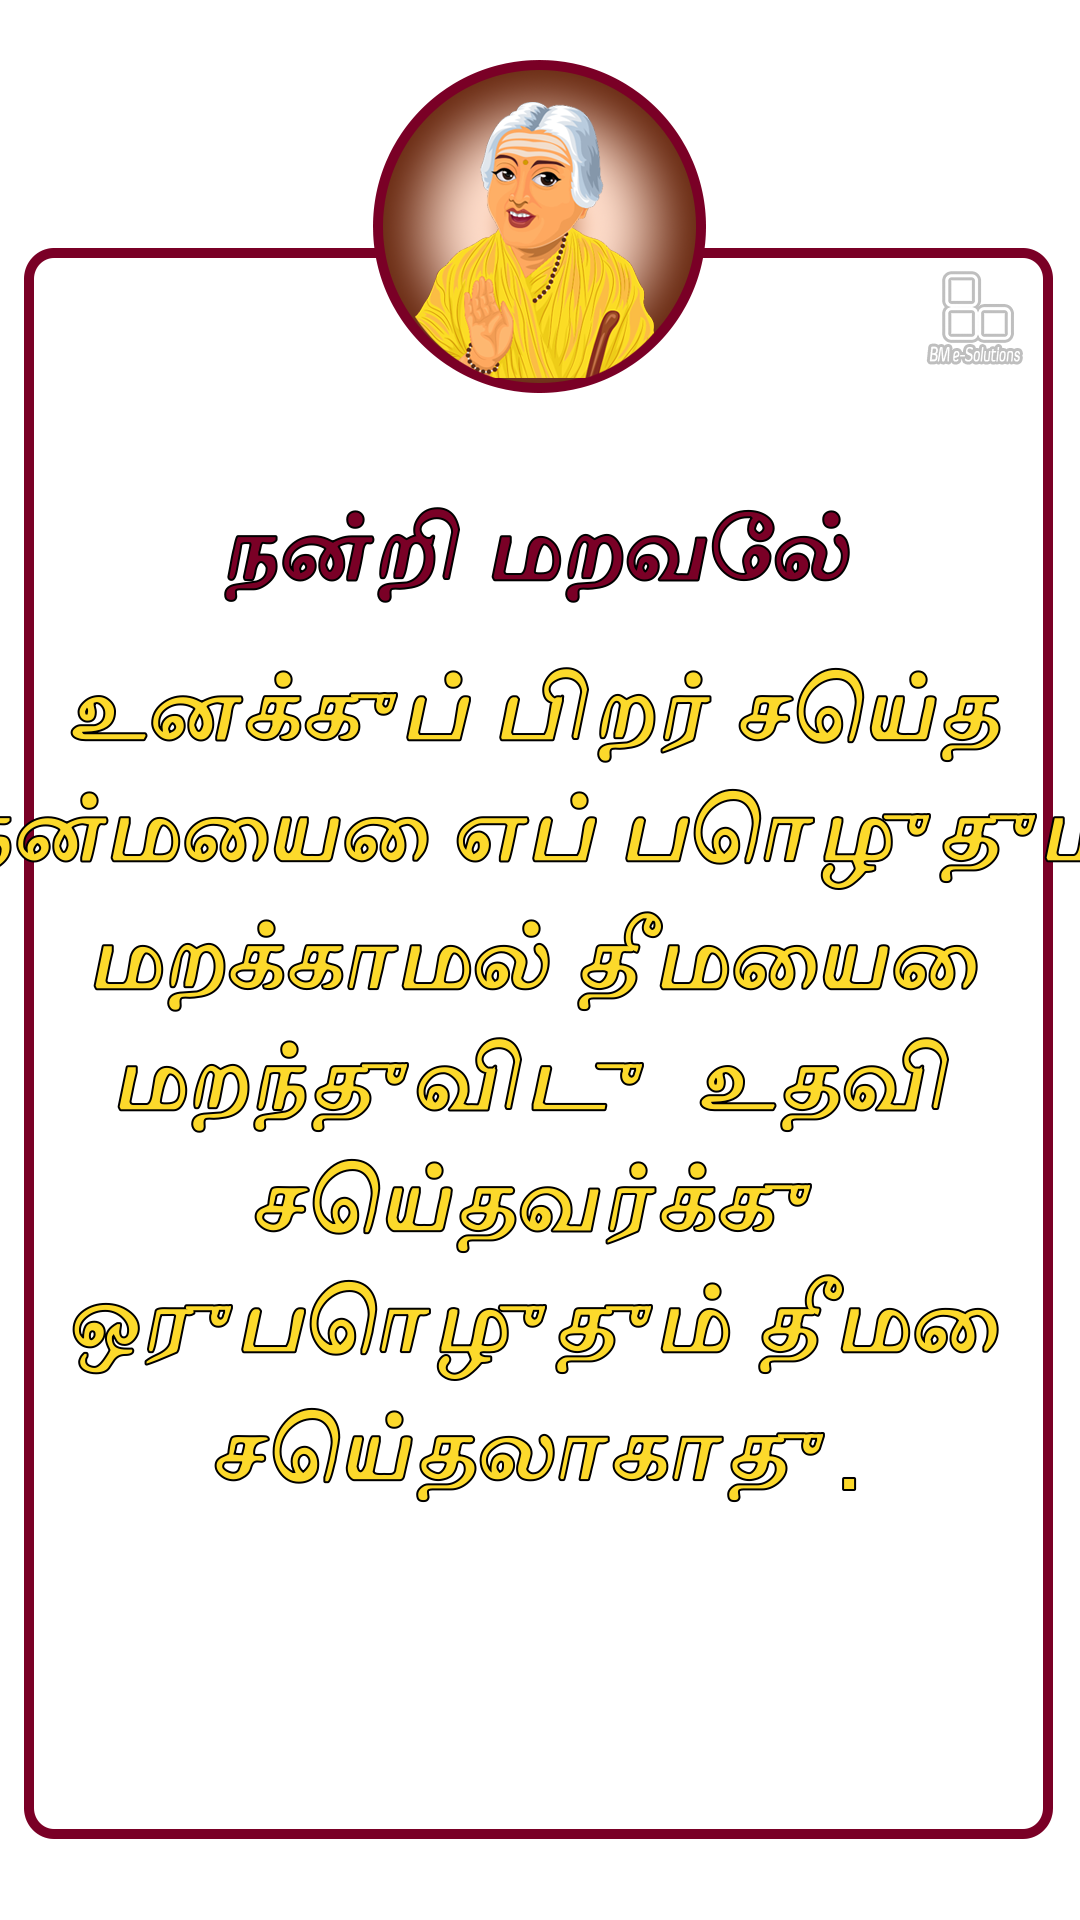 BM e-Solutions
நன்றி மறவேல்
உனக்குப் பிறர் செய்த
நன்மையை எப் பொழுதும்
மறக்காமல் தீமையை
மறந்துவிடு உதவி
செய்தவர்க்கு
ஒருபொழுதும் தீமை
செய்தலாகாது .